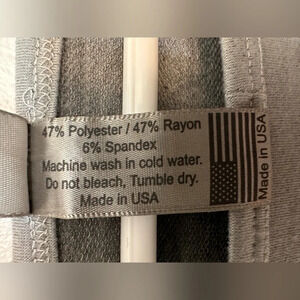 47% Polyester / 47% Rayon
6% Spandex
Machine wash in cold water.
Do not bleach, Tumble dry.
Made in USA
Made in USA